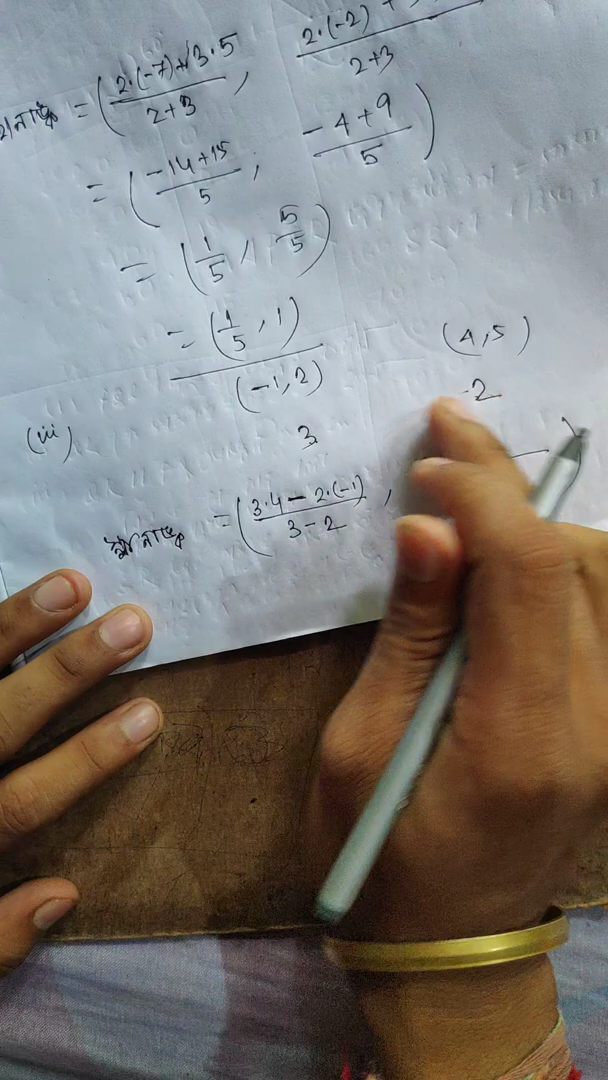 = (2·(-7)+3·5 / 2+3, 2·(-2)+ / 2+3
= (-14+15 / 5, -4+9 / 5)
= (1/5, 5/5)
= (1/5, 1)
(iii) (-1, 2) (4, 5)
3 -2
স্থানাঙ্ক = (3·4 - 2·(-1) / 3-2,